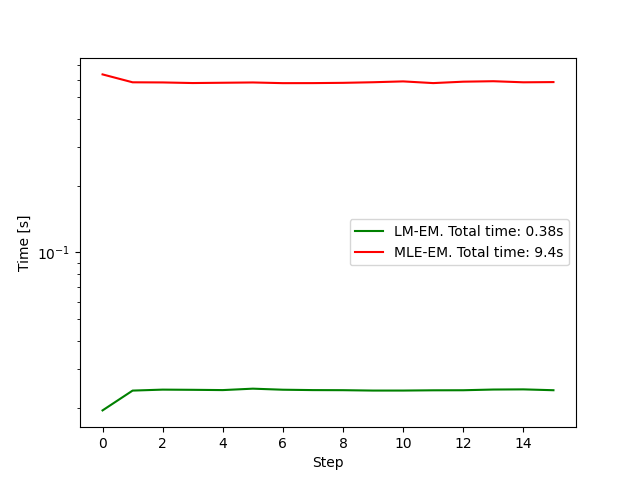 Time [s]
10⁻¹
LM-EM. Total time: 0.38s
MLE-EM. Total time: 9.4s
0 2 4 6 8 10 12 14
Step